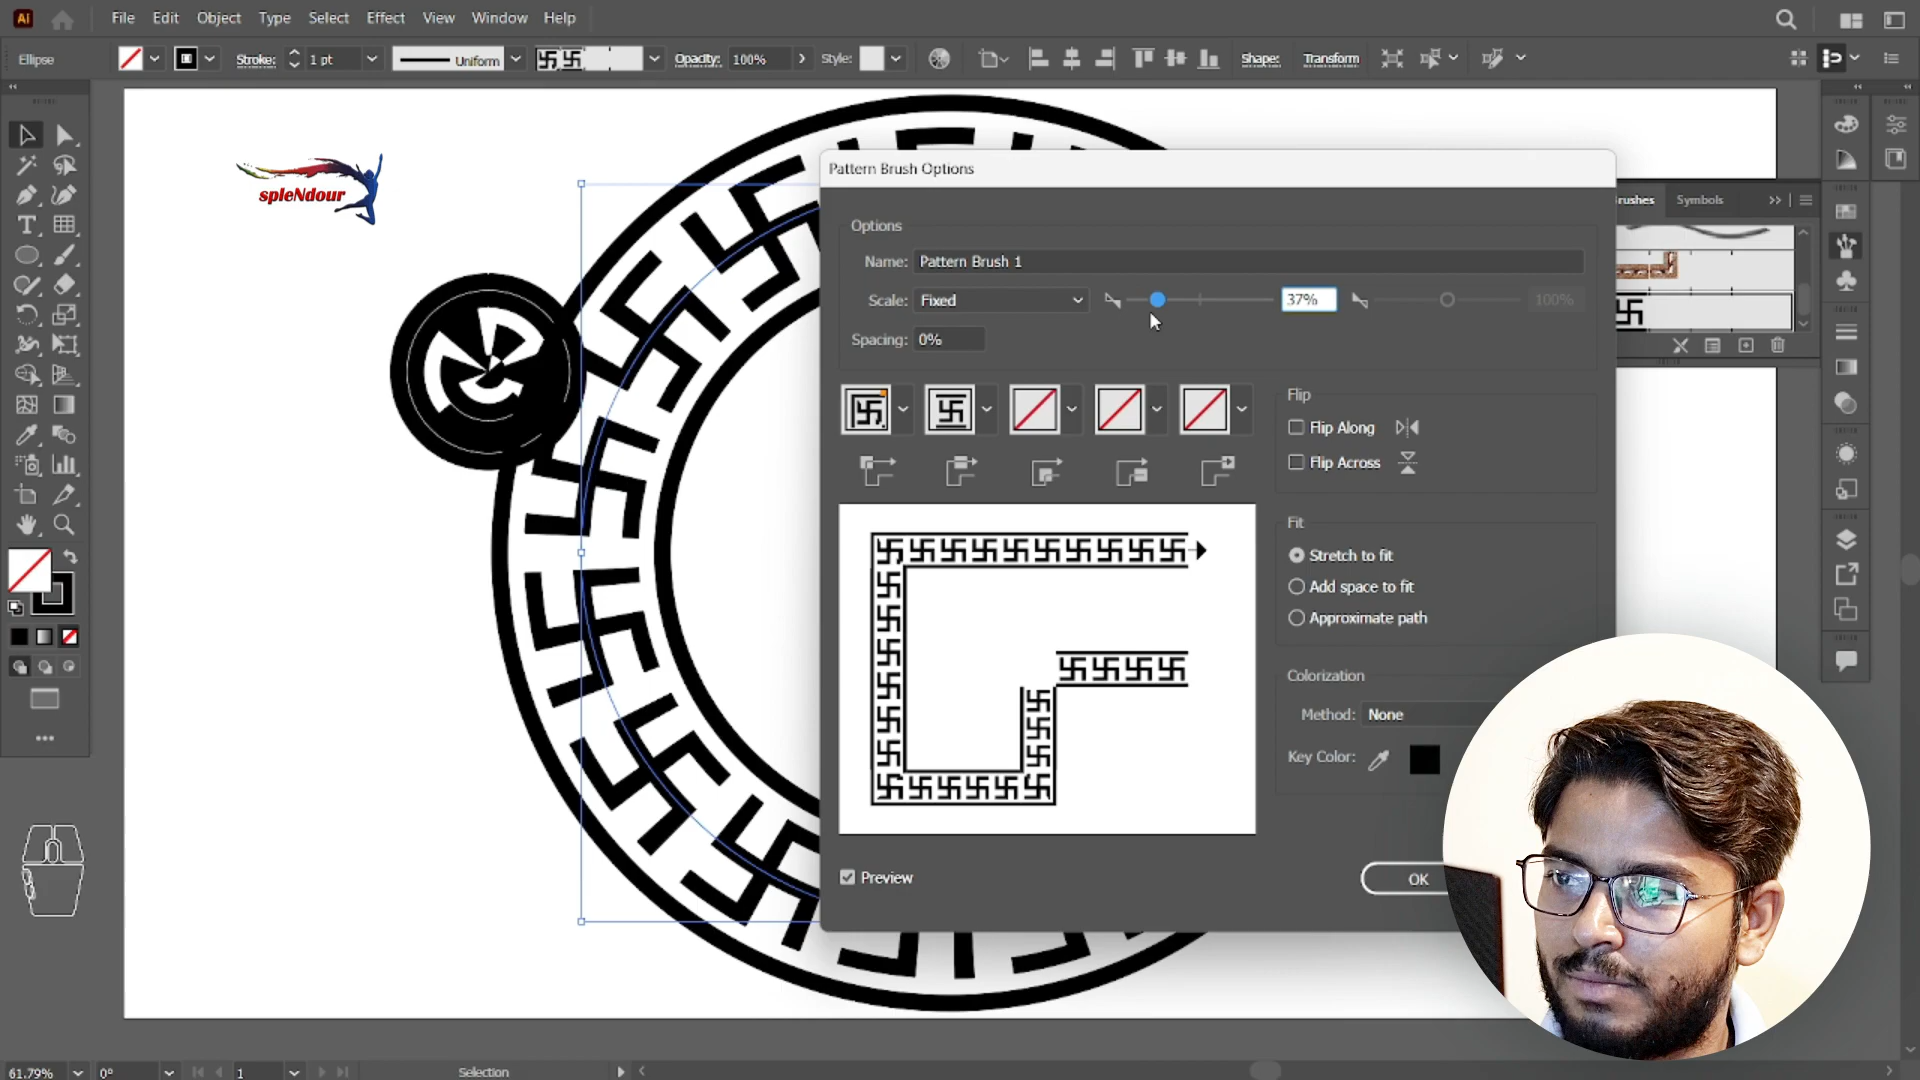 Ai File Edit Object Type Select Effect View Window Help
Ellipse Stroke: 1 pt Uniform Opacity: 100% Style: Shape: Transform
spleNdour
Pattern Brush Options
Options
Name: Pattern Brush 1
Scale: Fixed 37% 100%
Spacing: 0%
rushes Symbols
Flip
Flip Along
Flip Across
Fit
Stretch to fit
Add space to fit
Approximate path
Colorization
Method: None
Key Color:
Preview
OK
61.79% 0° 1 Selection